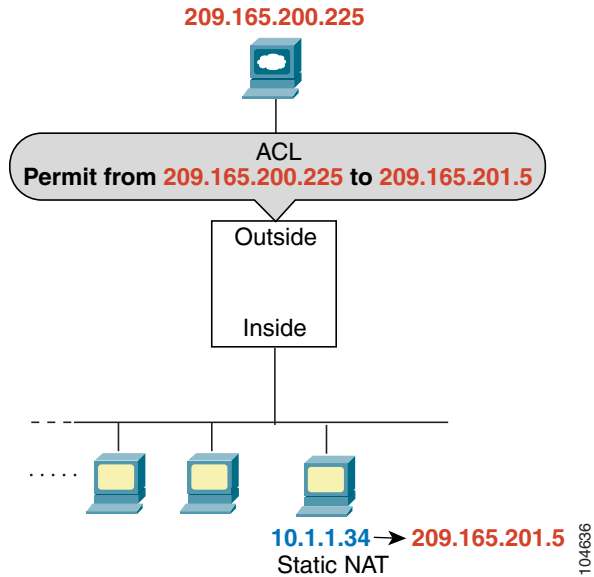 209.165.200.225
ACL
Permit from 209.165.200.225 to 209.165.201.5
Outside
Inside
10.1.1.34 209.165.201.5
Static NAT
104636